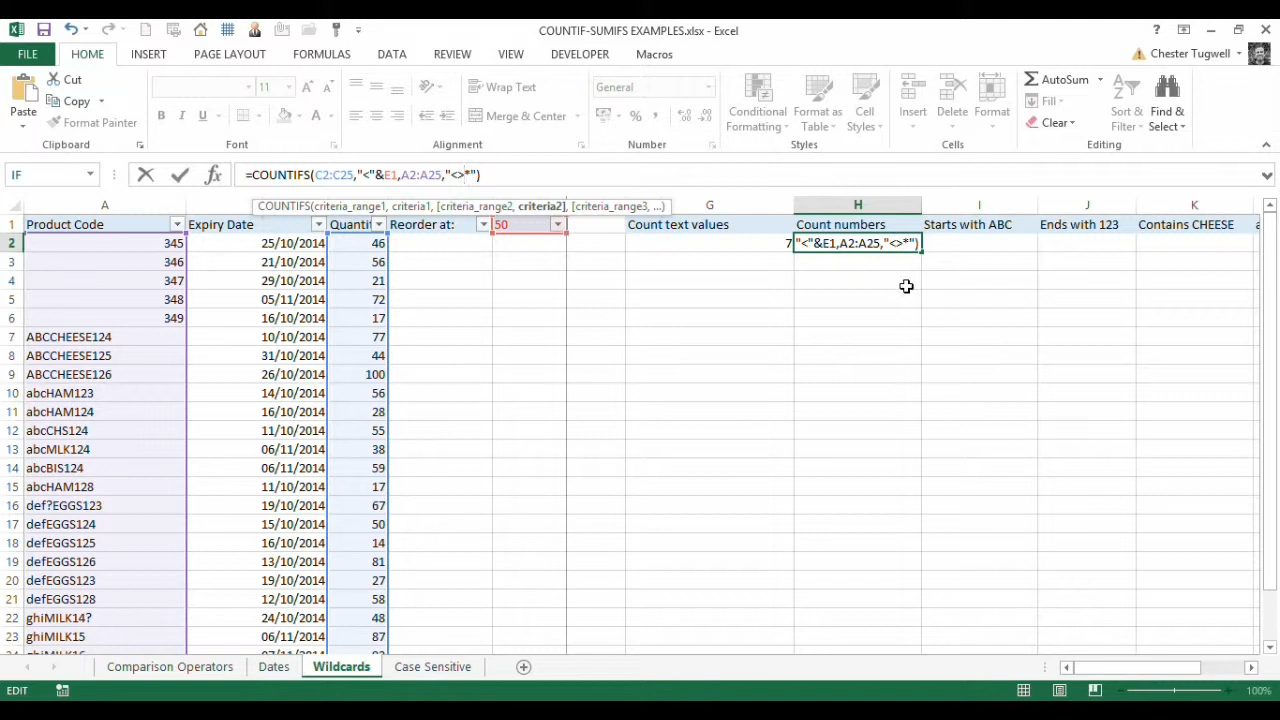 COUNTIF-SUMIFS EXAMPLES.xlsx - Excel
FILE HOME INSERT PAGE LAYOUT FORMULAS DATA REVIEW VIEW DEVELOPER Macros Chester Tugwell
Paste Cut Copy Format Painter
Clipboard
11
B I U A
Font
Wrap Text
Merge & Center
Alignment
General
%
Number
Conditional Formatting
Format as Table
Cell Styles
Styles
Insert Delete Format
Cells
AutoSum
Fill
Clear
Sort & Filter
Find & Select
Editing
IF fx =COUNTIFS(C2:C25,"<"&E1,A2:A25,"<>*")
COUNTIFS(criteria_range1, criteria1, [criteria_range2, criteria2], [criteria_range3, ...)
A G H I J K
1 Product Code Expiry Date Quantit Reorder at: 50 Count text values Count numbers Starts with ABC Ends with 123 Contains CHEESE
2 345 25/10/2014 46 7 "<"&E1,A2:A25,"<>*")
3 346 21/10/2014 56
4 347 29/10/2014 21
5 348 05/11/2014 72
6 349 16/10/2014 17
7 ABCCHEESE124 10/10/2014 77
8 ABCCHEESE125 31/10/2014 44
9 ABCCHEESE126 26/10/2014 100
10 abcHAM123 14/10/2014 56
11 abcHAM124 16/10/2014 28
12 abcCHS124 11/10/2014 55
13 abcMLK124 06/11/2014 38
14 abcBIS124 06/11/2014 59
15 abcHAM128 11/10/2014 17
16 def?EGGS123 19/10/2014 67
17 defEGGS124 15/10/2014 50
18 defEGGS125 16/10/2014 14
19 defEGGS126 13/10/2014 81
20 defEGGS123 19/10/2014 27
21 defEGGS128 12/10/2014 58
22 ghiMILK14? 24/10/2014 48
23 ghiMILK15 06/11/2014 87
Comparison Operators Dates Wildcards Case Sensitive
EDIT 100%